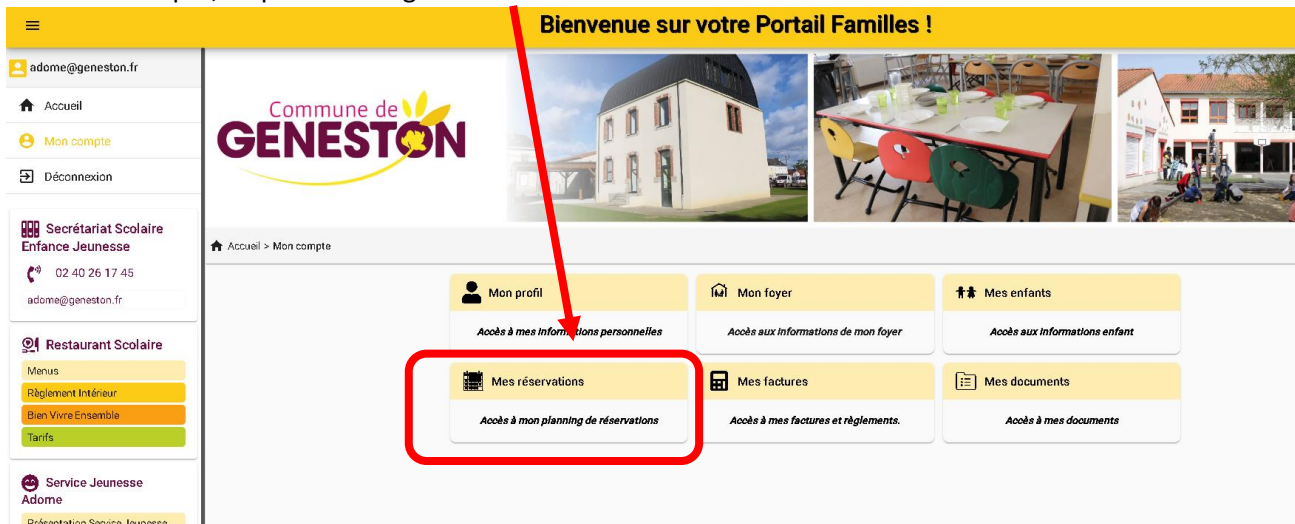 Bienvenue sur votre Portail Familles !
adome@geneston.fr
Accueil
Mon compte
Déconnexion
Secrétariat Scolaire
Enfance Jeunesse
02 40 26 17 45
adome@geneston.fr
Restaurant Scolaire
Menus
Règlement Intérieur
Bien Vivre Ensemble
Tarifs
Service Jeunesse
Adome
Présentation Service Jeunesse
Commune de
GENESTON
Accueil > Mon compte
Mon profil
Accès à mes informations personnelles
Mon foyer
Accès aux informations de mon foyer
Mes enfants
Accès aux informations enfant
Mes réservations
Accès à mon planning de réservations
Mes factures
Accès à mes factures et règlements.
Mes documents
Accès à mes documents